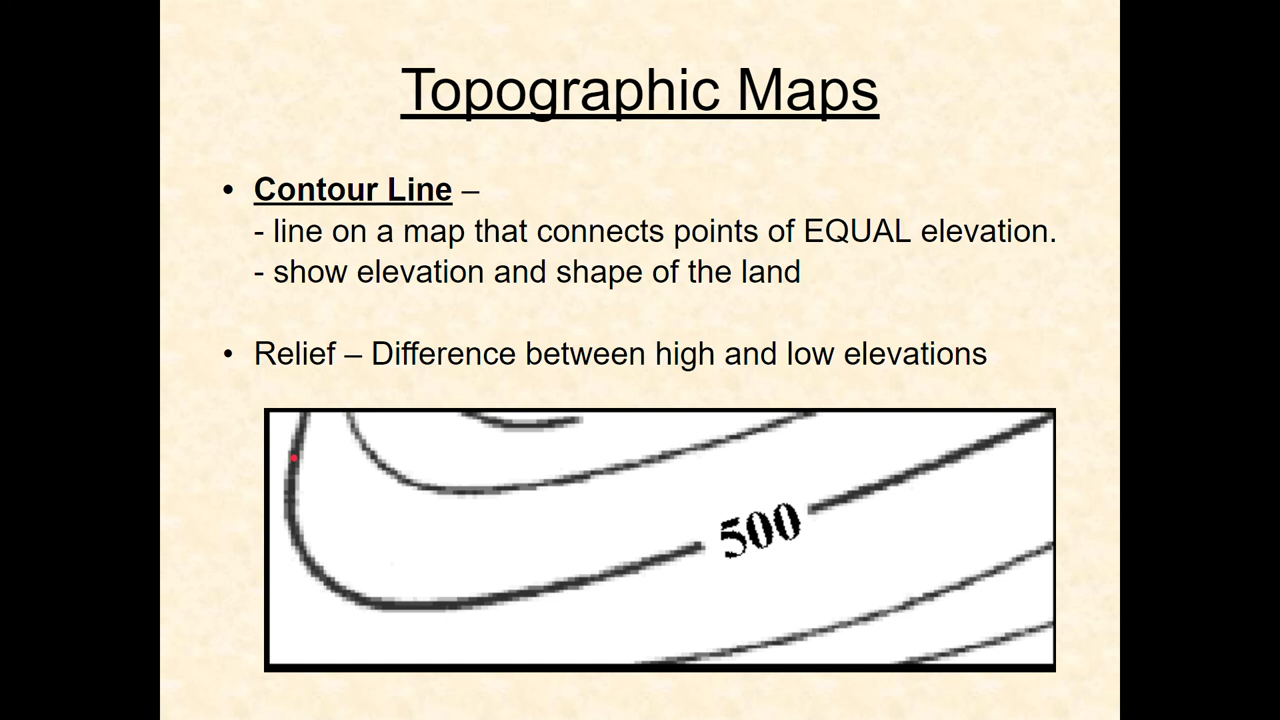 Topographic Maps
• Contour Line –
- line on a map that connects points of EQUAL elevation.
- show elevation and shape of the land
• Relief – Difference between high and low elevations
500